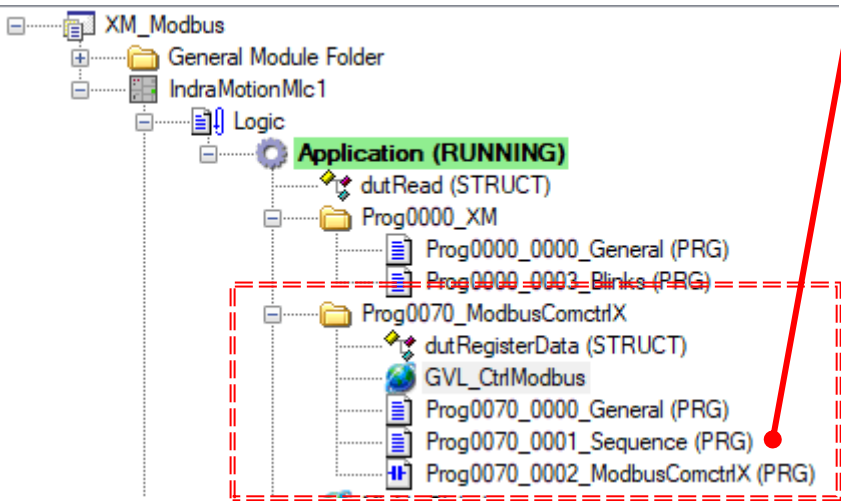 XM_Modbus
General Module Folder
IndraMotionMlc1
Logic
Application (RUNNING)
dutRead (STRUCT)
Prog0000_XM
Prog0000_0000_General (PRG)
Prog0000_0003_Blinks (PRG)
Prog0070_ModbusComctrlX
dutRegisterData (STRUCT)
GVL_CtrlModbus
Prog0070_0000_General (PRG)
Prog0070_0001_Sequence (PRG)
Prog0070_0002_ModbusComctrlX (PRG)